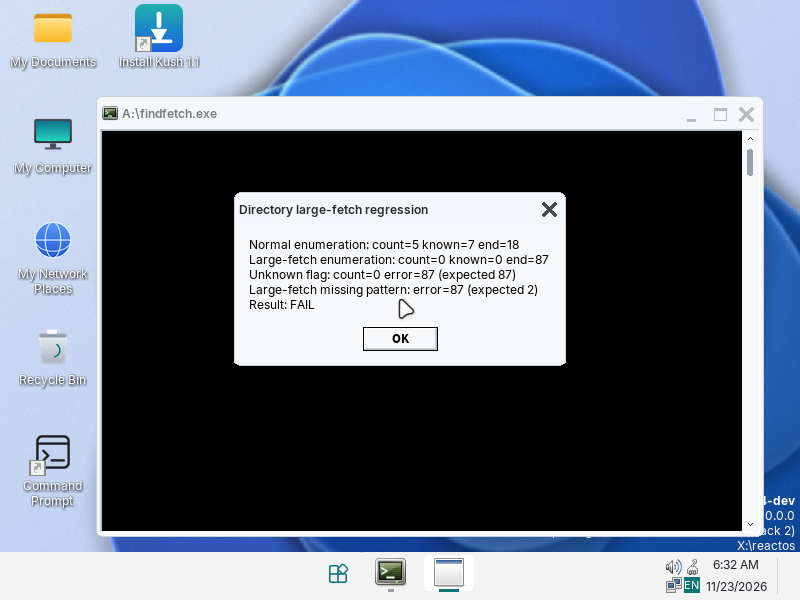 My Documents
Install Kush 1.1
My Computer
My Network
Places
Recycle Bin
Command
Prompt
A:\findfetch.exe
Directory large-fetch regression
Normal enumeration: count=5 known=7 end=18
Large-fetch enumeration: count=0 known=0 end=87
Unknown flag: count=0 error=87 (expected 87)
Large-fetch missing pattern: error=87 (expected 2)
Result: FAIL
OK
4-dev
0.0.0
ack 2)
X:\reactos
EN
6:32 AM
11/23/2026